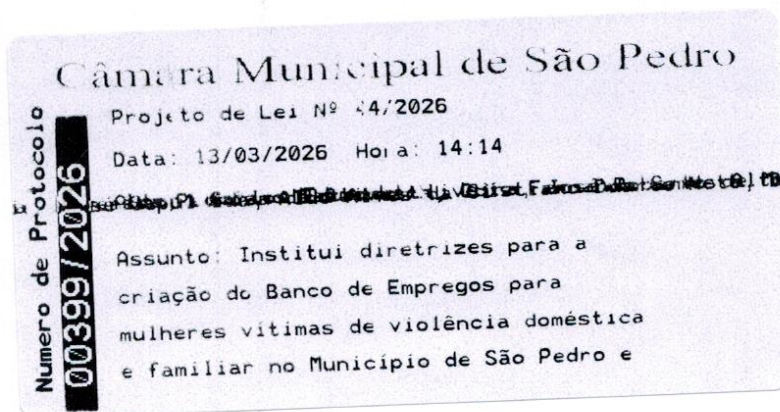 Câmara Municipal de São Pedro
Projeto de Lei Nº 44/2026
Data: 13/03/2026 Hora: 14:14
Assunto: Institui diretrizes para a
criação do Banco de Empregos para
mulheres vítimas de violência doméstica
e familiar no Município de São Pedro e
Numero de Protocolo
00399/2026